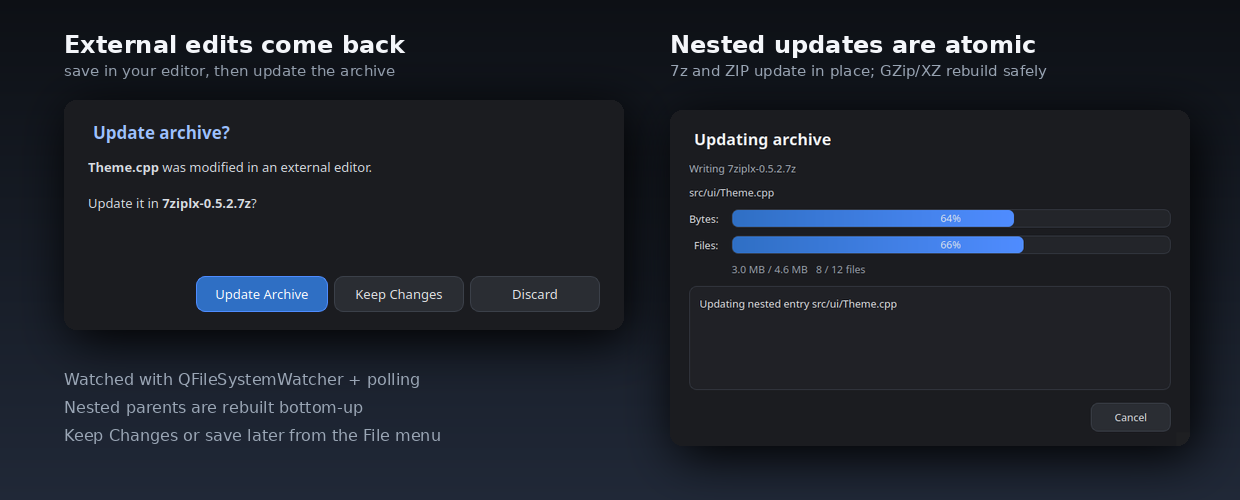 External edits come back
save in your editor, then update the archive
Update archive?
Theme.cpp was modified in an external editor.
Update it in 7ziplx-0.5.2.7z?
Update Archive
Keep Changes
Discard
Watched with QFileSystemWatcher + polling
Nested parents are rebuilt bottom-up
Keep Changes or save later from the File menu
Nested updates are atomic
7z and ZIP update in place; GZip/XZ rebuild safely
Updating archive
Writing 7ziplx-0.5.2.7z
src/ui/Theme.cpp
Bytes: 64%
Files: 66%
3.0 MB / 4.6 MB 8 / 12 files
Updating nested entry src/ui/Theme.cpp
Cancel